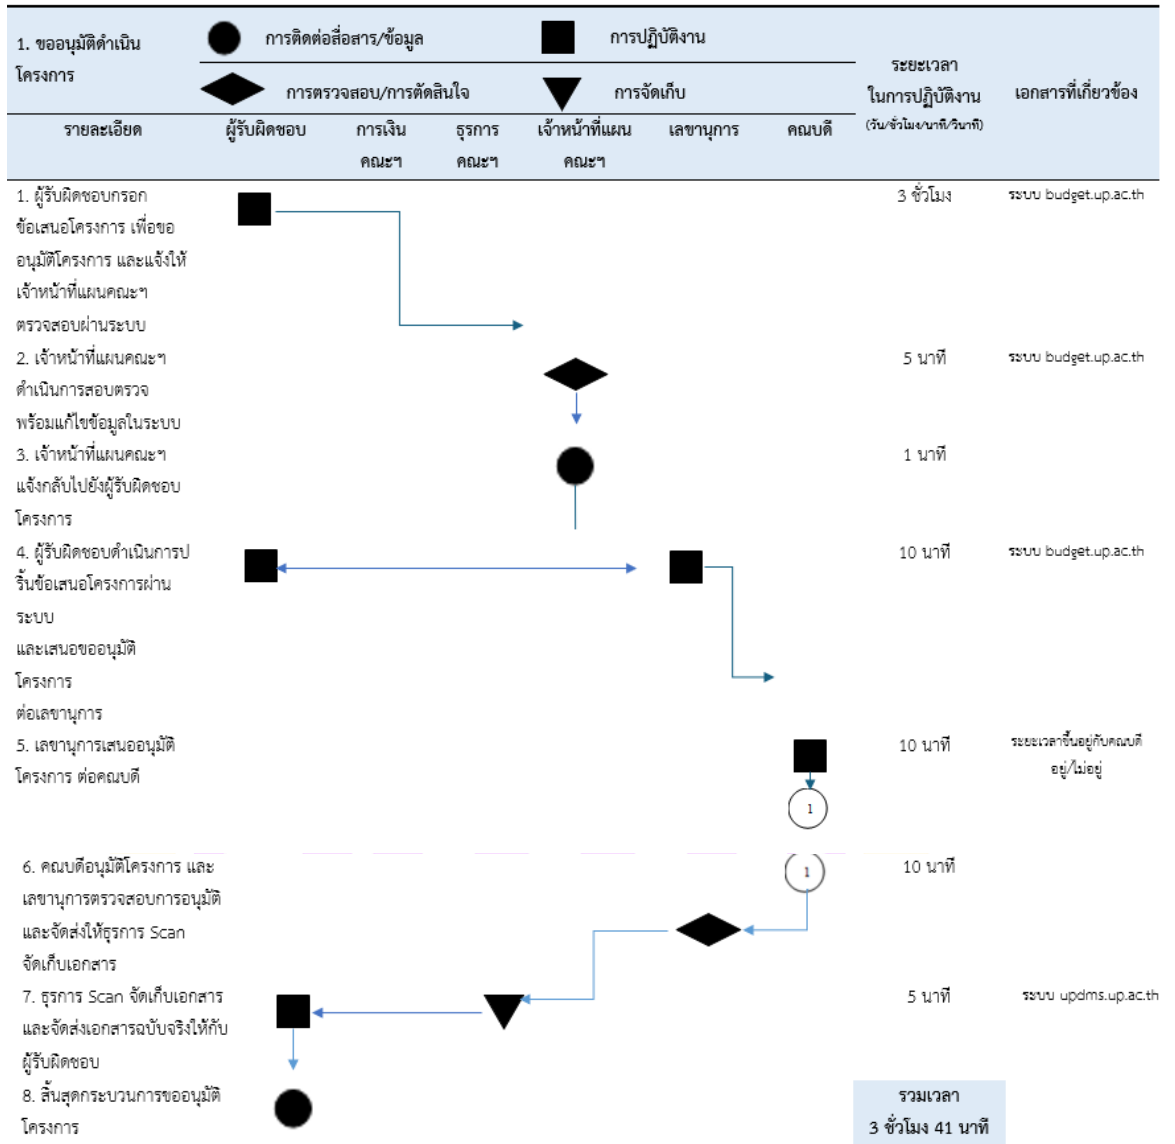 1. ขออนุมัติดำเนิน
โครงการ
การติดต่อสื่อสาร/ข้อมูล
การปฏิบัติงาน
การตรวจสอบ/การตัดสินใจ
การจัดเก็บ
ระยะเวลา
ในการปฏิบัติงาน
(วัน/ชั่วโมง/นาที/วินาที)
เอกสารที่เกี่ยวข้อง
รายละเอียด
ผู้รับผิดชอบ
การเงิน
คณะฯ
ธุรการ
คณะฯ
เจ้าหน้าที่แผน
คณะฯ
เลขานุการ
คณบดี
1. ผู้รับผิดชอบกรอก
ข้อเสนอโครงการ เพื่อขอ
อนุมัติโครงการ และแจ้งให้
เจ้าหน้าที่แผนคณะฯ
ตรวจสอบผ่านระบบ
3 ชั่วโมง
ระบบ budget.up.ac.th
2. เจ้าหน้าที่แผนคณะฯ
ดำเนินการสอบตรวจ
พร้อมแก้ไขข้อมูลในระบบ
5 นาที
ระบบ budget.up.ac.th
3. เจ้าหน้าที่แผนคณะฯ
แจ้งกลับไปยังผู้รับผิดชอบ
โครงการ
1 นาที
4. ผู้รับผิดชอบดำเนินการป
ริ้นข้อเสนอโครงการผ่าน
ระบบ
และเสนอขออนุมัติ
โครงการ
ต่อเลขานุการ
10 นาที
ระบบ budget.up.ac.th
5. เลขานุการเสนออนุมัติ
โครงการ ต่อคณบดี
10 นาที
ระยะเวลาขึ้นอยู่กับคณบดี
อยู่/ไม่อยู่
1
6. คณบดีอนุมัติโครงการ และ
เลขานุการตรวจสอบการอนุมัติ
และจัดส่งให้ธุรการ Scan
จัดเก็บเอกสาร
1
10 นาที
7. ธุรการ Scan จัดเก็บเอกสาร
และจัดส่งเอกสารฉบับจริงให้กับ
ผู้รับผิดชอบ
5 นาที
ระบบ updms.up.ac.th
8. สิ้นสุดกระบวนการขออนุมัติ
โครงการ
รวมเวลา
3 ชั่วโมง 41 นาที